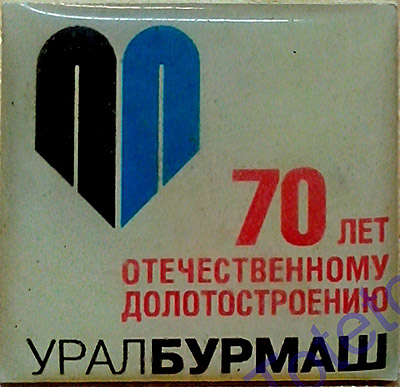 70 ЛЕТ
ОТЕЧЕСТВЕННОМУ
ДОЛОТОСТРОЕНИЮ
УРАЛБУРМАШ